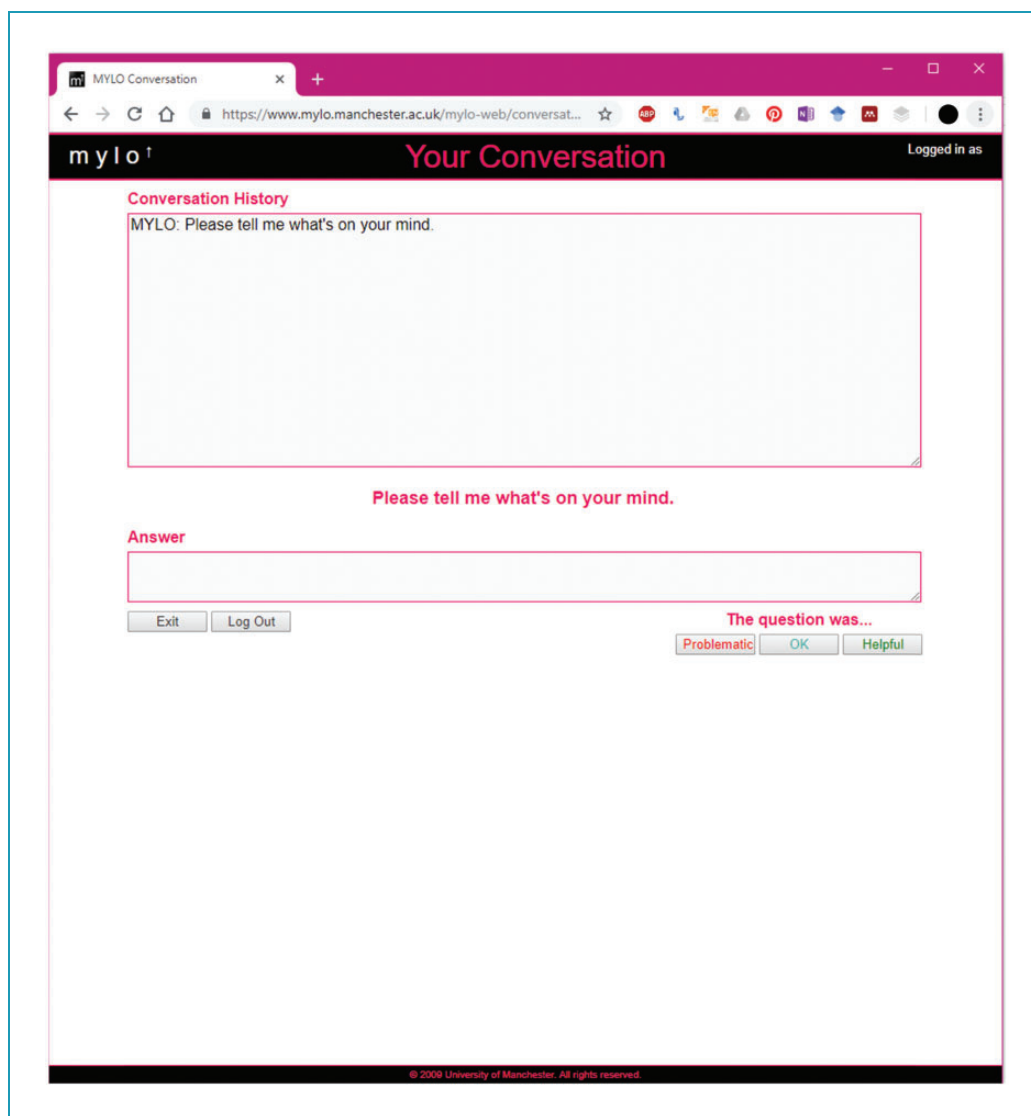 MYLO Conversation
https://www.mylo.manchester.ac.uk/mylo-web/conversat...
ABP
N
mylo↑
Your Conversation
Logged in as
Conversation History
MYLO: Please tell me what's on your mind.
Please tell me what's on your mind.
Answer
Exit
Log Out
The question was...
Problematic
OK
Helpful
© 2009 University of Manchester. All rights reserved.